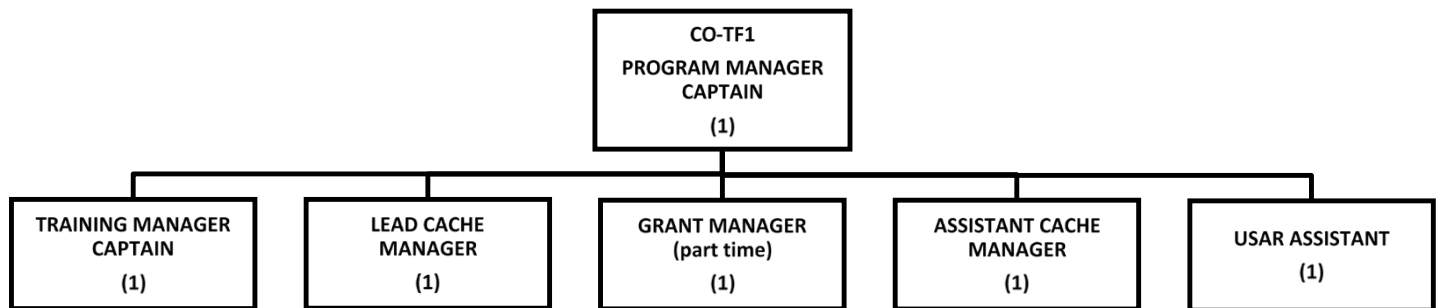 CO-TF1
PROGRAM MANAGER
CAPTAIN
(1)
TRAINING MANAGER
CAPTAIN
(1)
LEAD CACHE
MANAGER
(1)
GRANT MANAGER
(part time)
(1)
ASSISTANT CACHE
MANAGER
(1)
USAR ASSISTANT
(1)